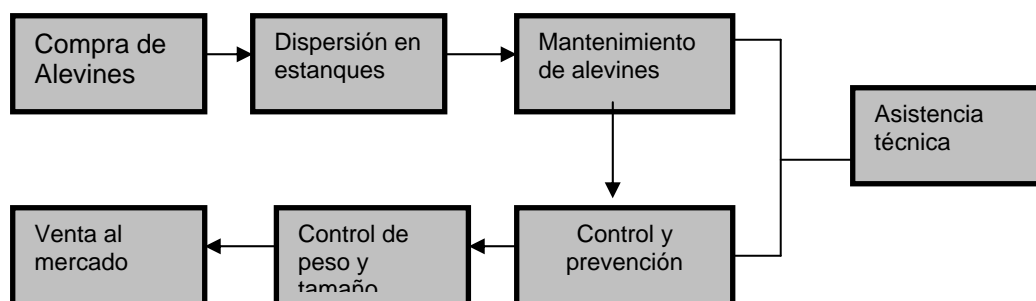 Compra de
Alevines
Dispersión en
estanques
Mantenimiento
de alevines
Asistencia
técnica
Venta al
mercado
Control de
peso y
tamaño
Control y
prevención